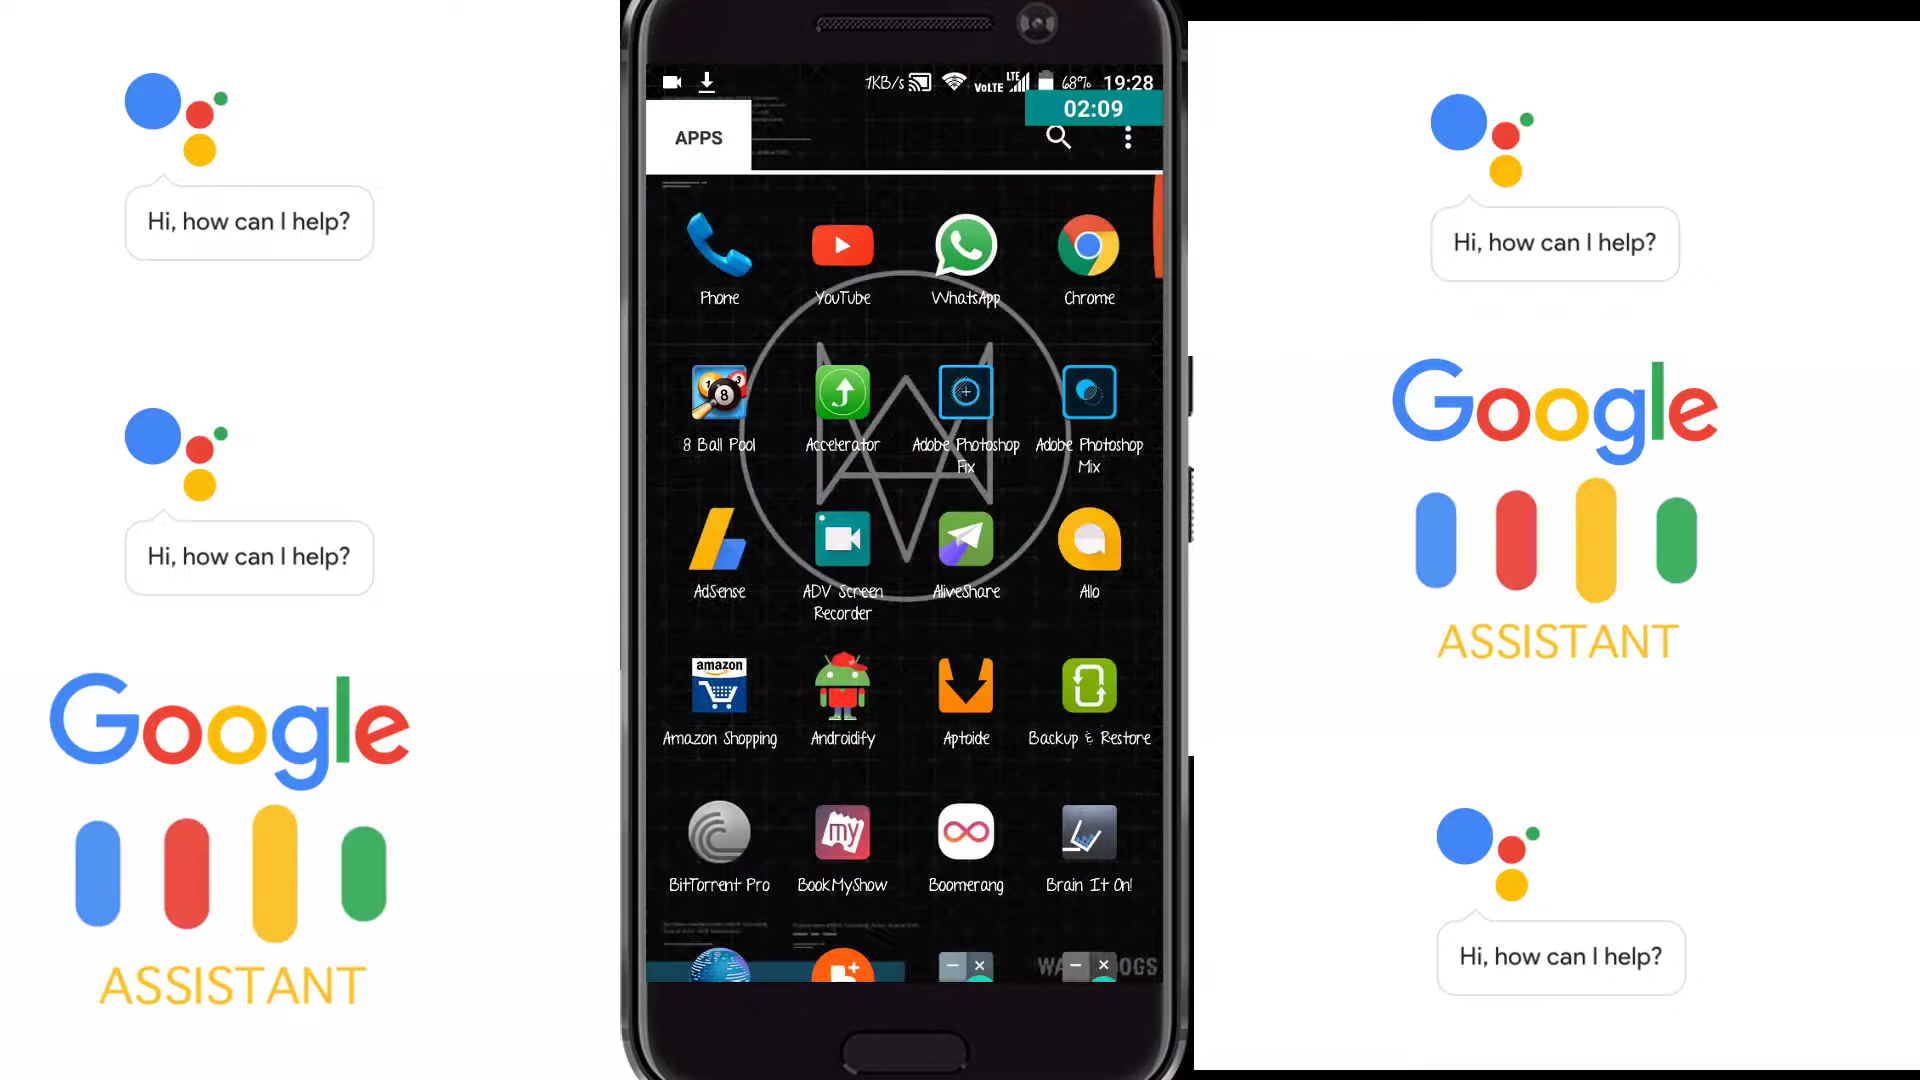 Hi, how can I help?
Hi, how can I help?
Google
ASSISTANT
7KB/s VoLTE LTE 68% 19:28
02:09
APPS
Phone YouTube WhatsApp Chrome
8 Ball Pool Accelerator Adobe Photoshop Fix Adobe Photoshop Mix
AdSense ADV Screen Recorder AliveShare Allo
amazon
Amazon Shopping Androidify Aptoide Backup & Restore
my
BitTorrent Pro BookMyShow Boomerang Brain It On!
Hi, how can I help?
Google
ASSISTANT
Hi, how can I help?